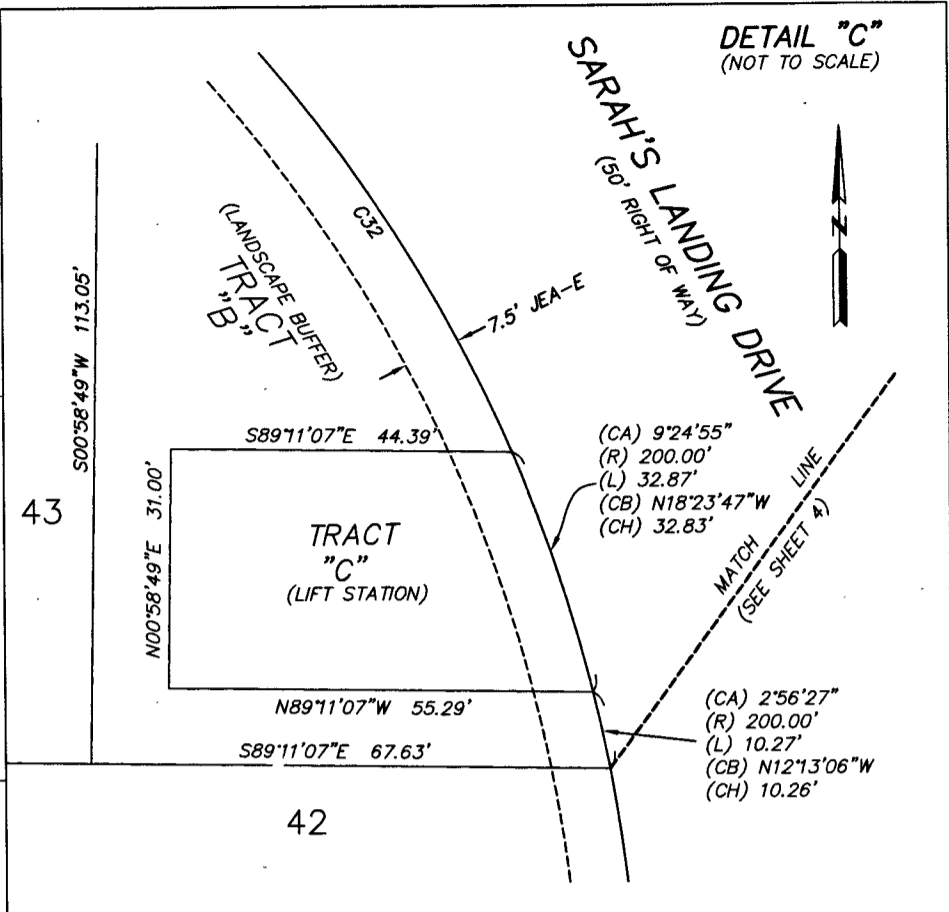 DETAIL "C"
(NOT TO SCALE)
SARAH'S LANDING DRIVE
(50' RIGHT OF WAY)
N
C32
(LANDSCAPE BUFFER)
TRACT
"B"
7.5' JEA-E
S00°58'49"W 113.05'
S89°11'07"E 44.39'
(CA) 9°24'55"
(R) 200.00'
(L) 32.87'
(CB) N18°23'47"W
(CH) 32.83'
43
N00°58'49"E 31.00'
TRACT
"C"
(LIFT STATION)
MATCH LINE
(SEE SHEET 4)
N89°11'07"W 55.29'
S89°11'07"E 67.63'
(CA) 2°56'27"
(R) 200.00'
(L) 10.27'
(CB) N12°13'06"W
(CH) 10.26'
42